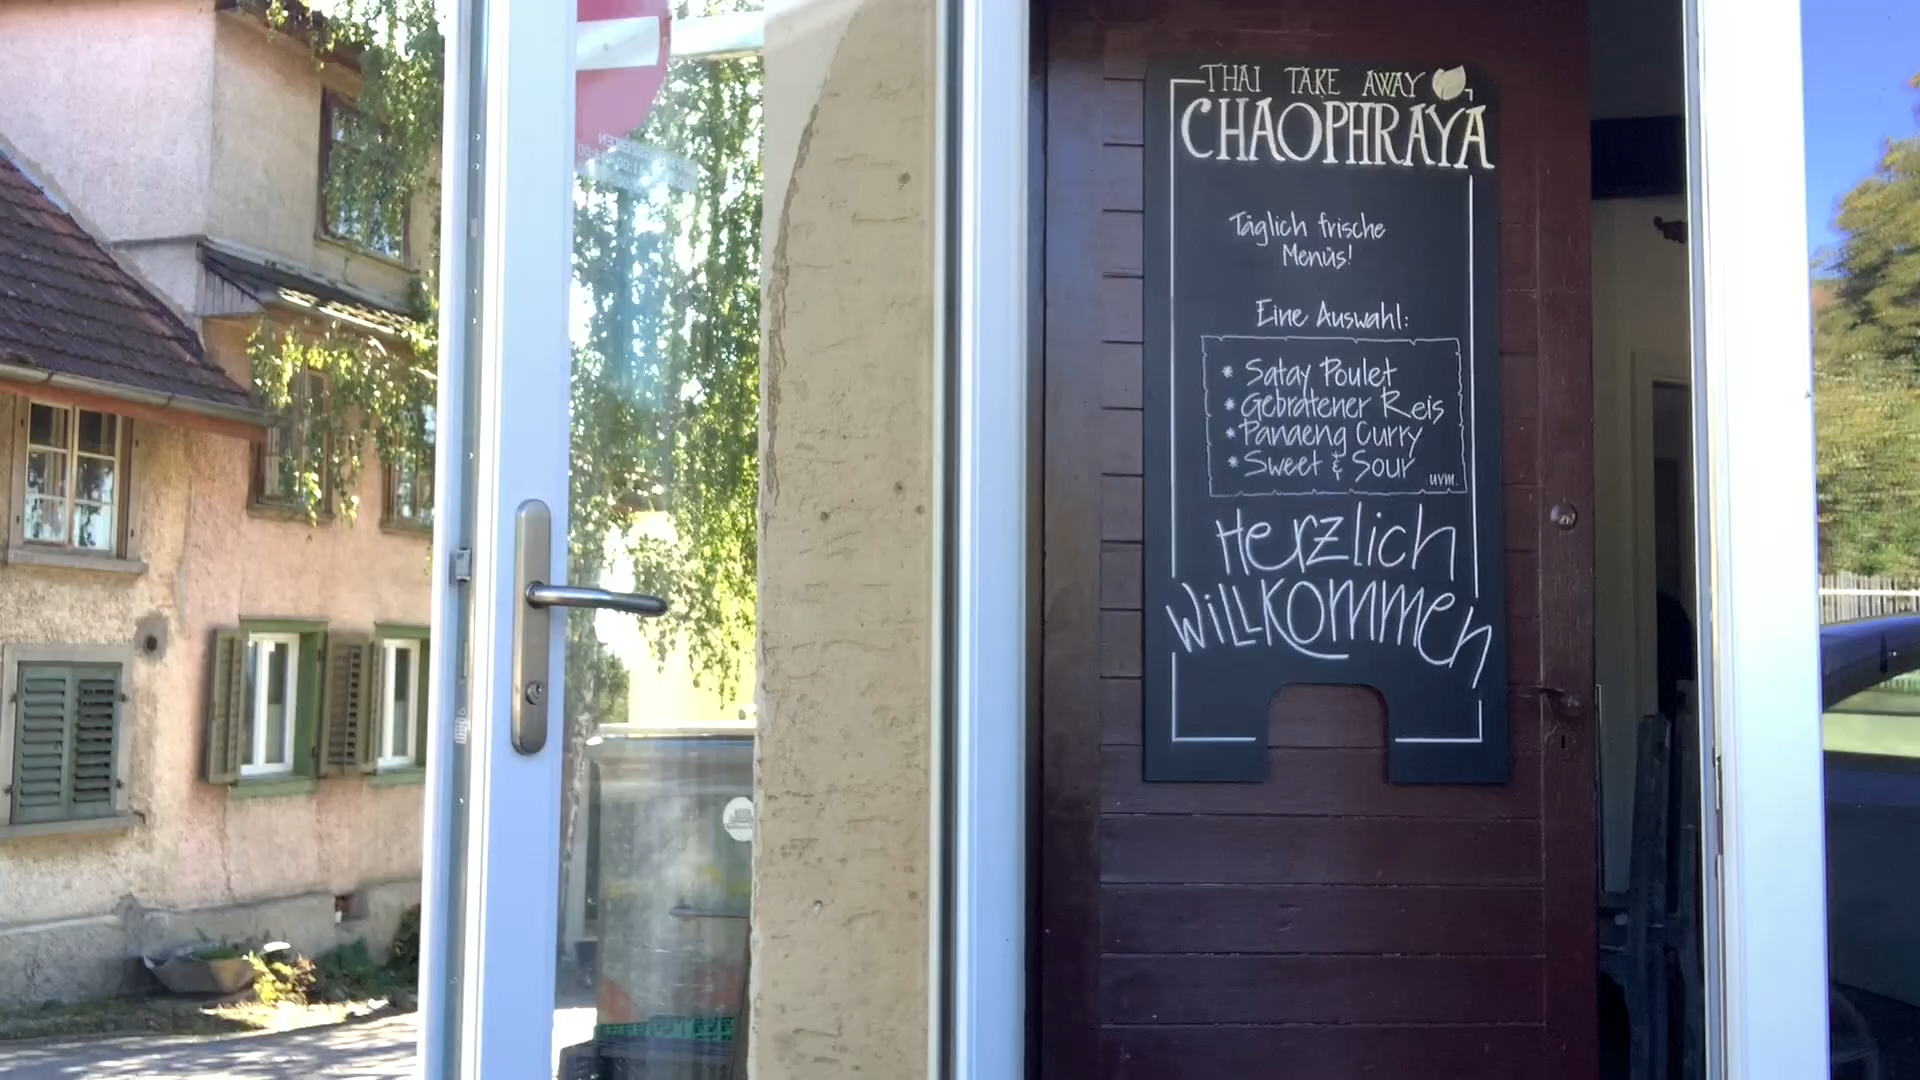 THAI TAKE AWAY
CHAOPHRAYA
Täglich frische
Menüs!
Eine Auswahl:
* Satay Poulet
* Gebratener Reis
* Panaeng Curry
* Sweet & Sour
uvm.
Herzlich
Willkommen